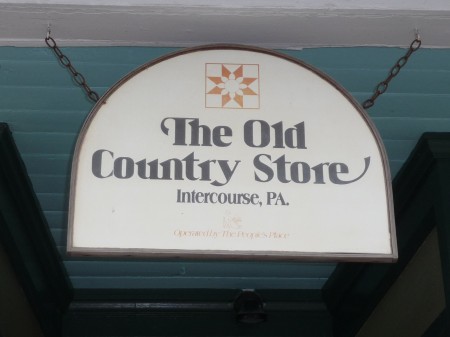 The Old
Country Store
Intercourse, PA.
Operated by The People's Place